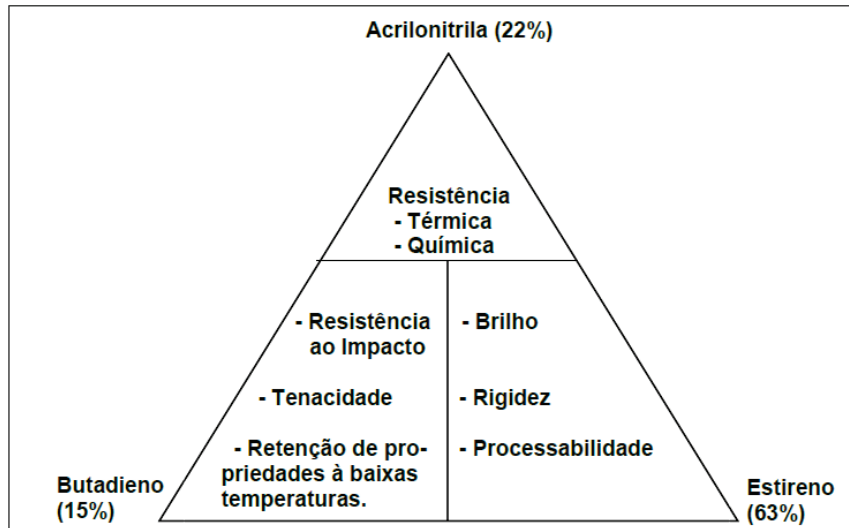 Acrilonitrila (22%)
Resistência
- Térmica
- Química
- Resistência
ao Impacto
- Tenacidade
- Retenção de pro-
priedades à baixas
temperaturas.
- Brilho
- Rigidez
- Processabilidade
Butadieno
(15%)
Estireno
(63%)